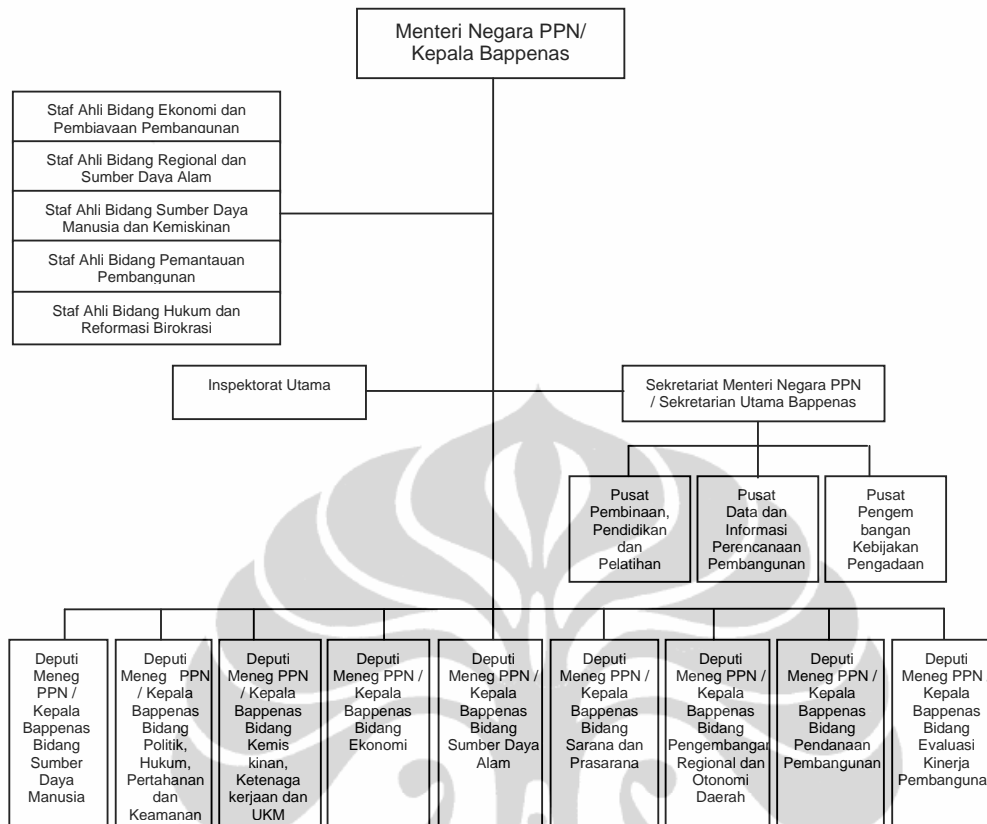 Menteri Negara PPN/
Kepala Bappenas
Staf Ahli Bidang Ekonomi dan
Pembiayaan Pembangunan
Staf Ahli Bidang Regional dan
Sumber Daya Alam
Staf Ahli Bidang Sumber Daya
Manusia dan Kemiskinan
Staf Ahli Bidang Pemantauan
Pembangunan
Staf Ahli Bidang Hukum dan
Reformasi Birokrasi
Inspektorat Utama
Sekretariat Menteri Negara PPN
/ Sekretarian Utama Bappenas
Pusat
Pembinaan,
Pendidikan
dan
Pelatihan
Pusat
Data dan
Informasi
Perencanaan
Pembangunan
Pusat
Pengem
bangan
Kebijakan
Pengadaan
Deputi
Meneg
PPN /
Kepala
Bappenas
Bidang
Sumber
Daya
Manusia
Deputi
Meneg PPN
/ Kepala
Bappenas
Bidang
Politik,
Hukum,
Pertahanan
dan
Keamanan
Deputi
Meneg PPN
/ Kepala
Bappenas
Bidang
Kemis
kinan,
Ketenaga
kerjaan dan
UKM
Deputi
Meneg PPN /
Kepala
Bappenas
Bidang
Ekonomi
Deputi
Meneg PPN /
Kepala
Bappenas
Bidang
Sumber Daya
Alam
Deputi
Meneg PPN /
Kepala
Bappenas
Bidang
Sarana dan
Prasarana
Deputi
Meneg PPN /
Kepala
Bappenas
Bidang
Pengembangan
Regional dan
Otonomi
Daerah
Deputi
Meneg PPN /
Kepala
Bappenas
Bidang
Pendanaan
Pembangunan
Deputi
Meneg PPN /
Kepala
Bappenas
Bidang
Evaluasi
Kinerja
Pembanguna